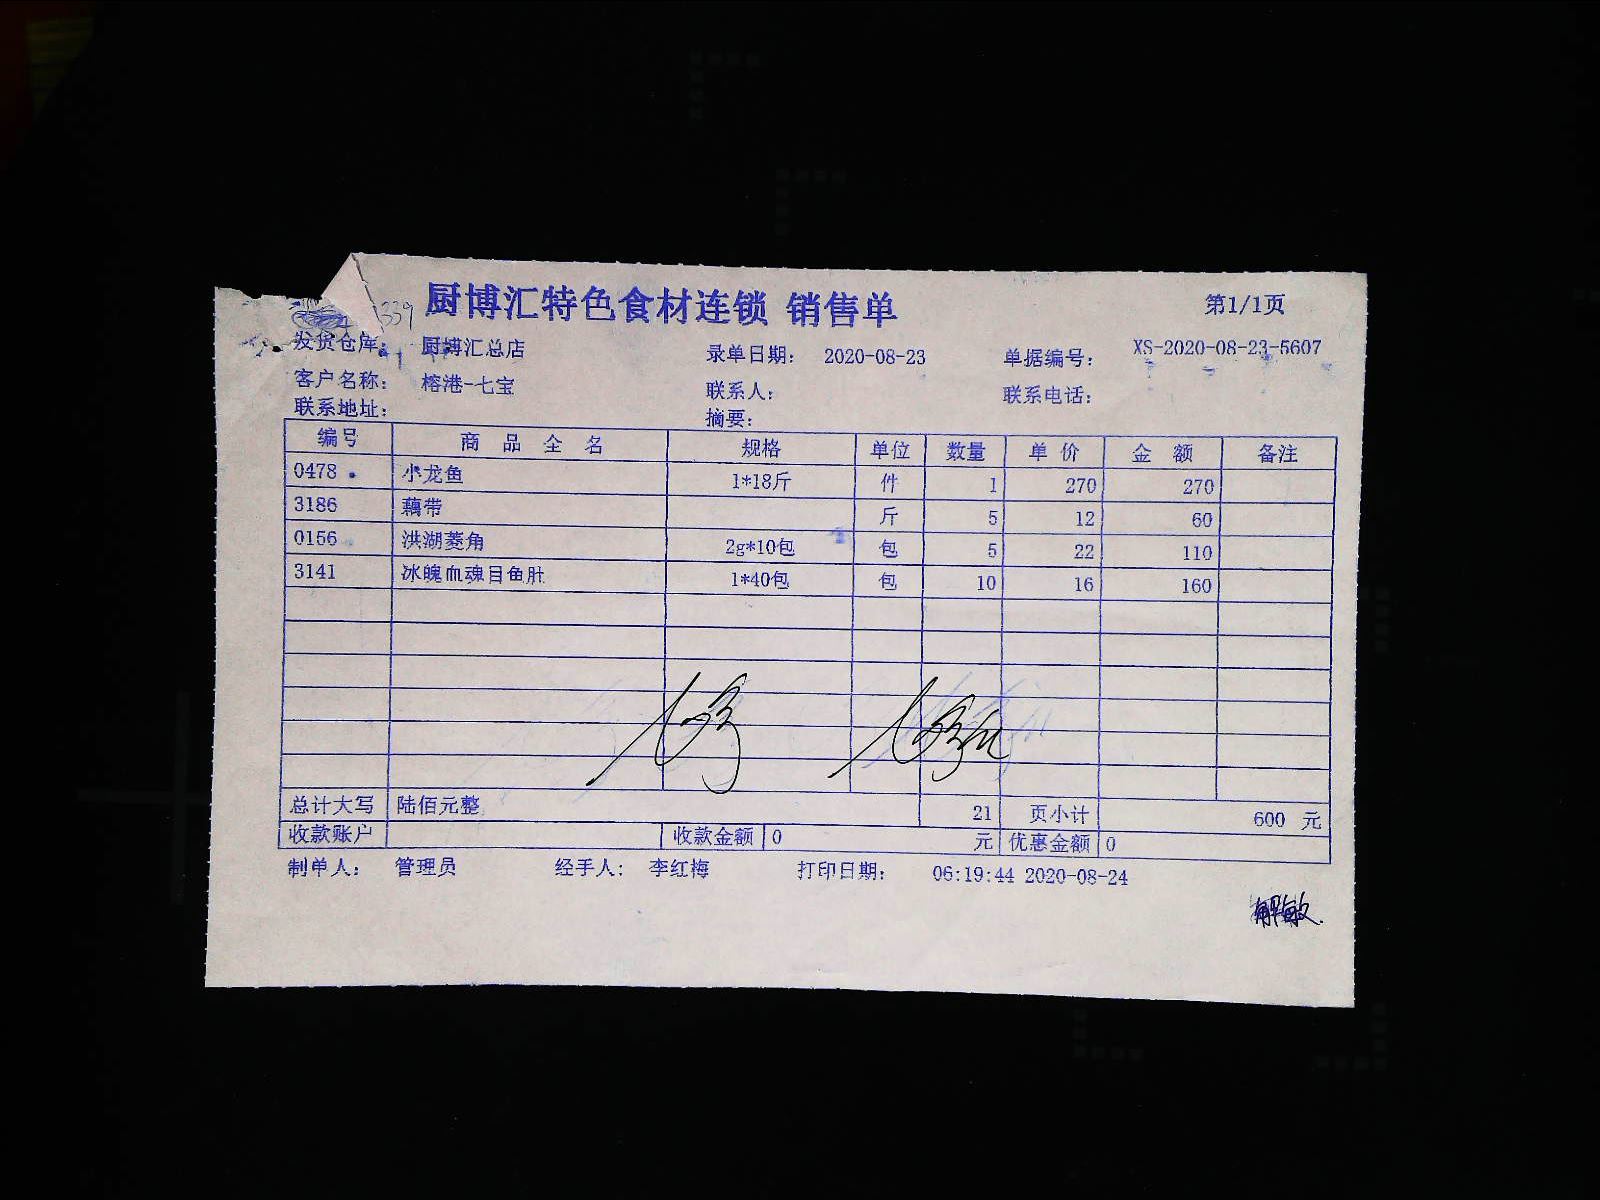 339
厨博汇特色食材连锁 销售单 第1/1页
发货仓库: 厨博汇总店 录单日期: 2020-08-23 单据编号: XS-2020-08-23-5607
客户名称: 榕港-七宝 联系人: 联系电话:
联系地址: 摘要:
编号 商品全名 规格 单位 数量 单价 金额 备注
0478 小龙鱼 1*18斤 件 1 270 270
3186 藕带 斤 5 12 60
0156 洪湖菱角 2g*10包 包 5 22 110
3141 冰魄血魂目鱼肚 1*40包 包 10 16 160
总计大写 陆佰元整 21 页小计 600 元
收款账户 收款金额 0 元 优惠金额 0
制单人: 管理员 经手人: 李红梅 打印日期: 06:19:44 2020-08-24
解敏